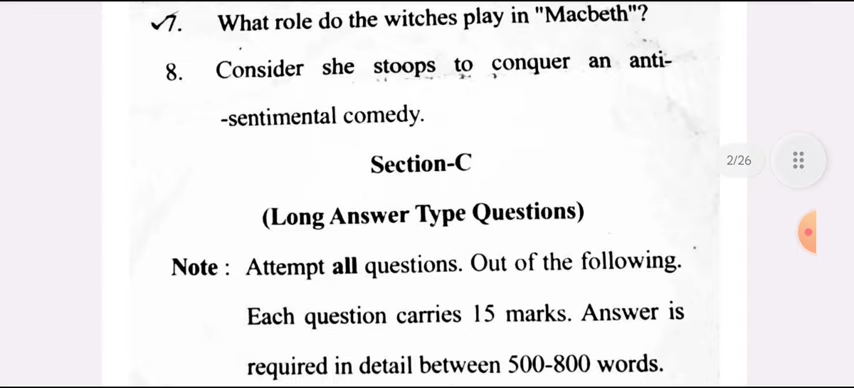 7. What role do the witches play in "Macbeth"?
8. Consider she stoops to conquer an anti-
-sentimental comedy.
Section-C
(Long Answer Type Questions)
Note : Attempt all questions. Out of the following.
Each question carries 15 marks. Answer is
required in detail between 500-800 words.
2/26